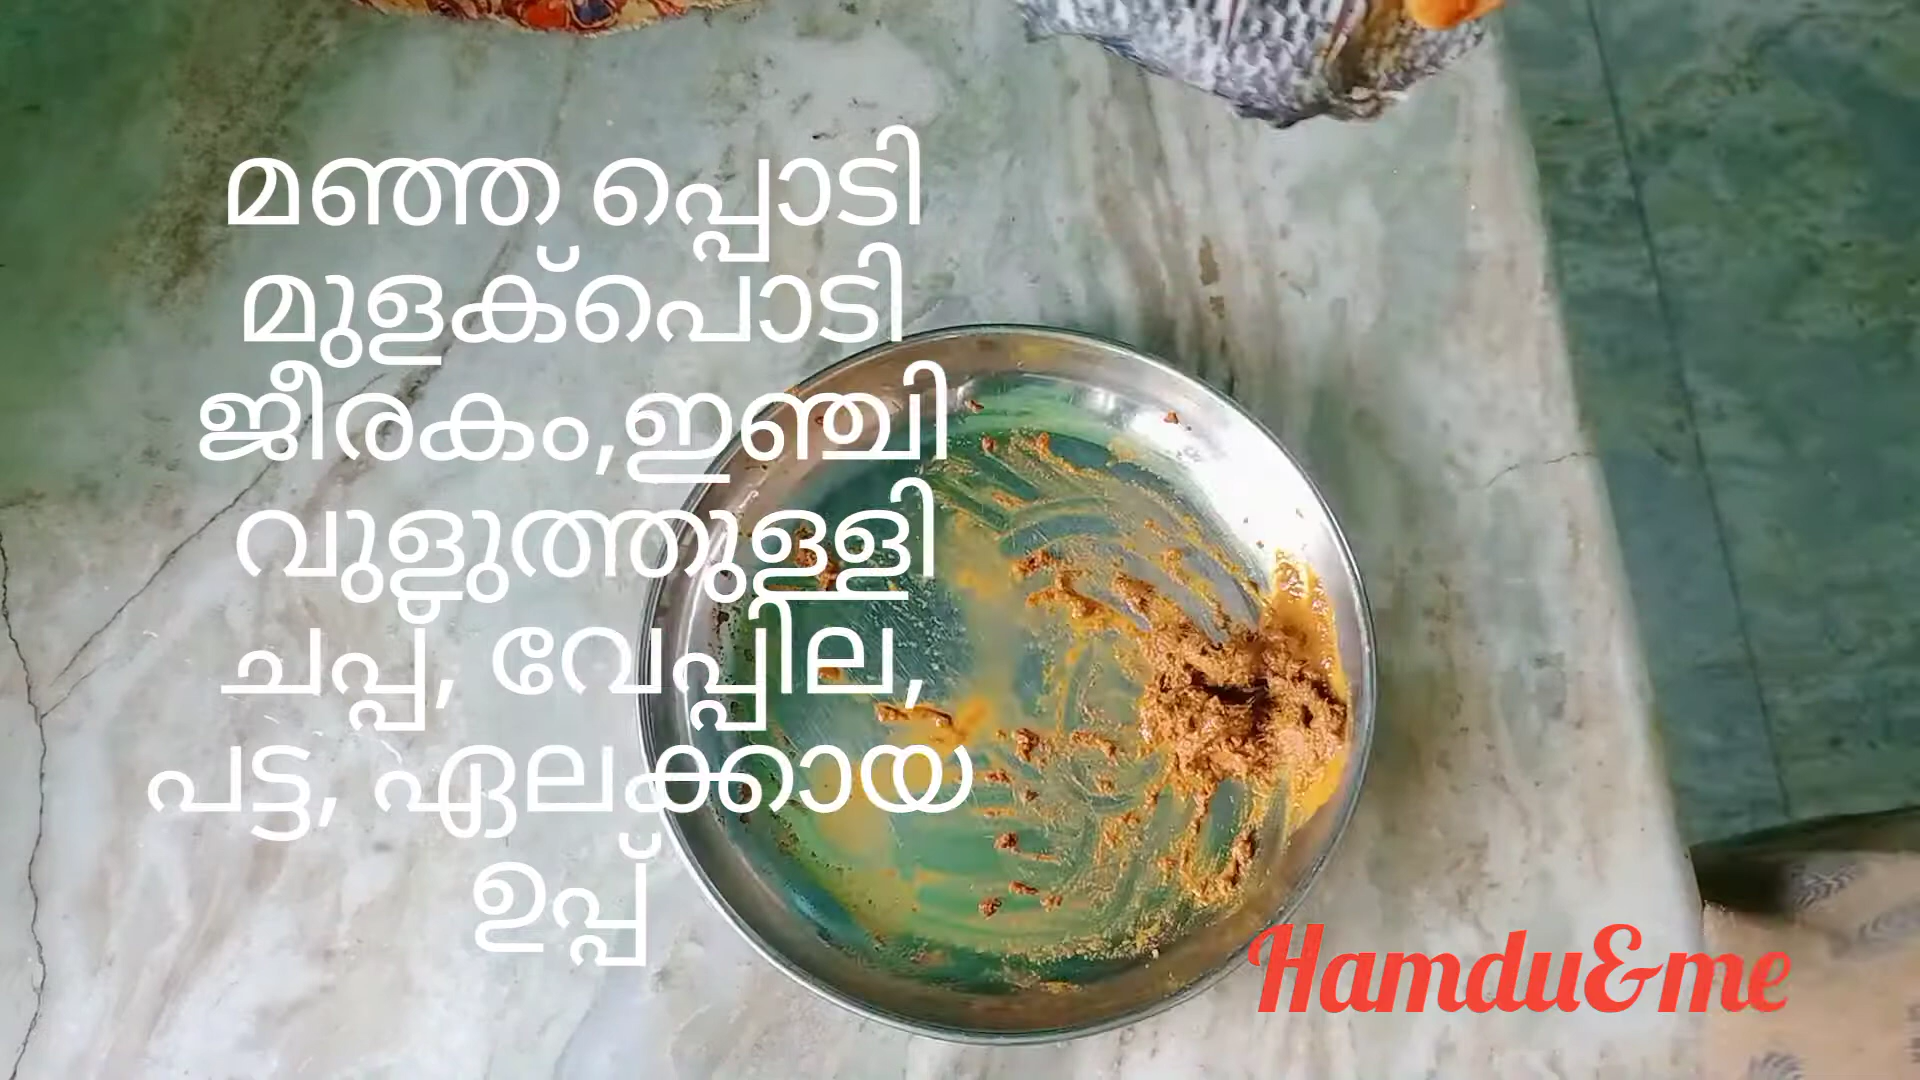 മഞ്ഞ പ്പൊടി
മുളക്പൊടി
ജീരകം,ഇഞ്ചി
വുളുത്തുള്ളി
ചപ്പ്, വേപ്പില,
പട്ട, ഏലക്കായ
ഉപ്പ്
Hamdu&me